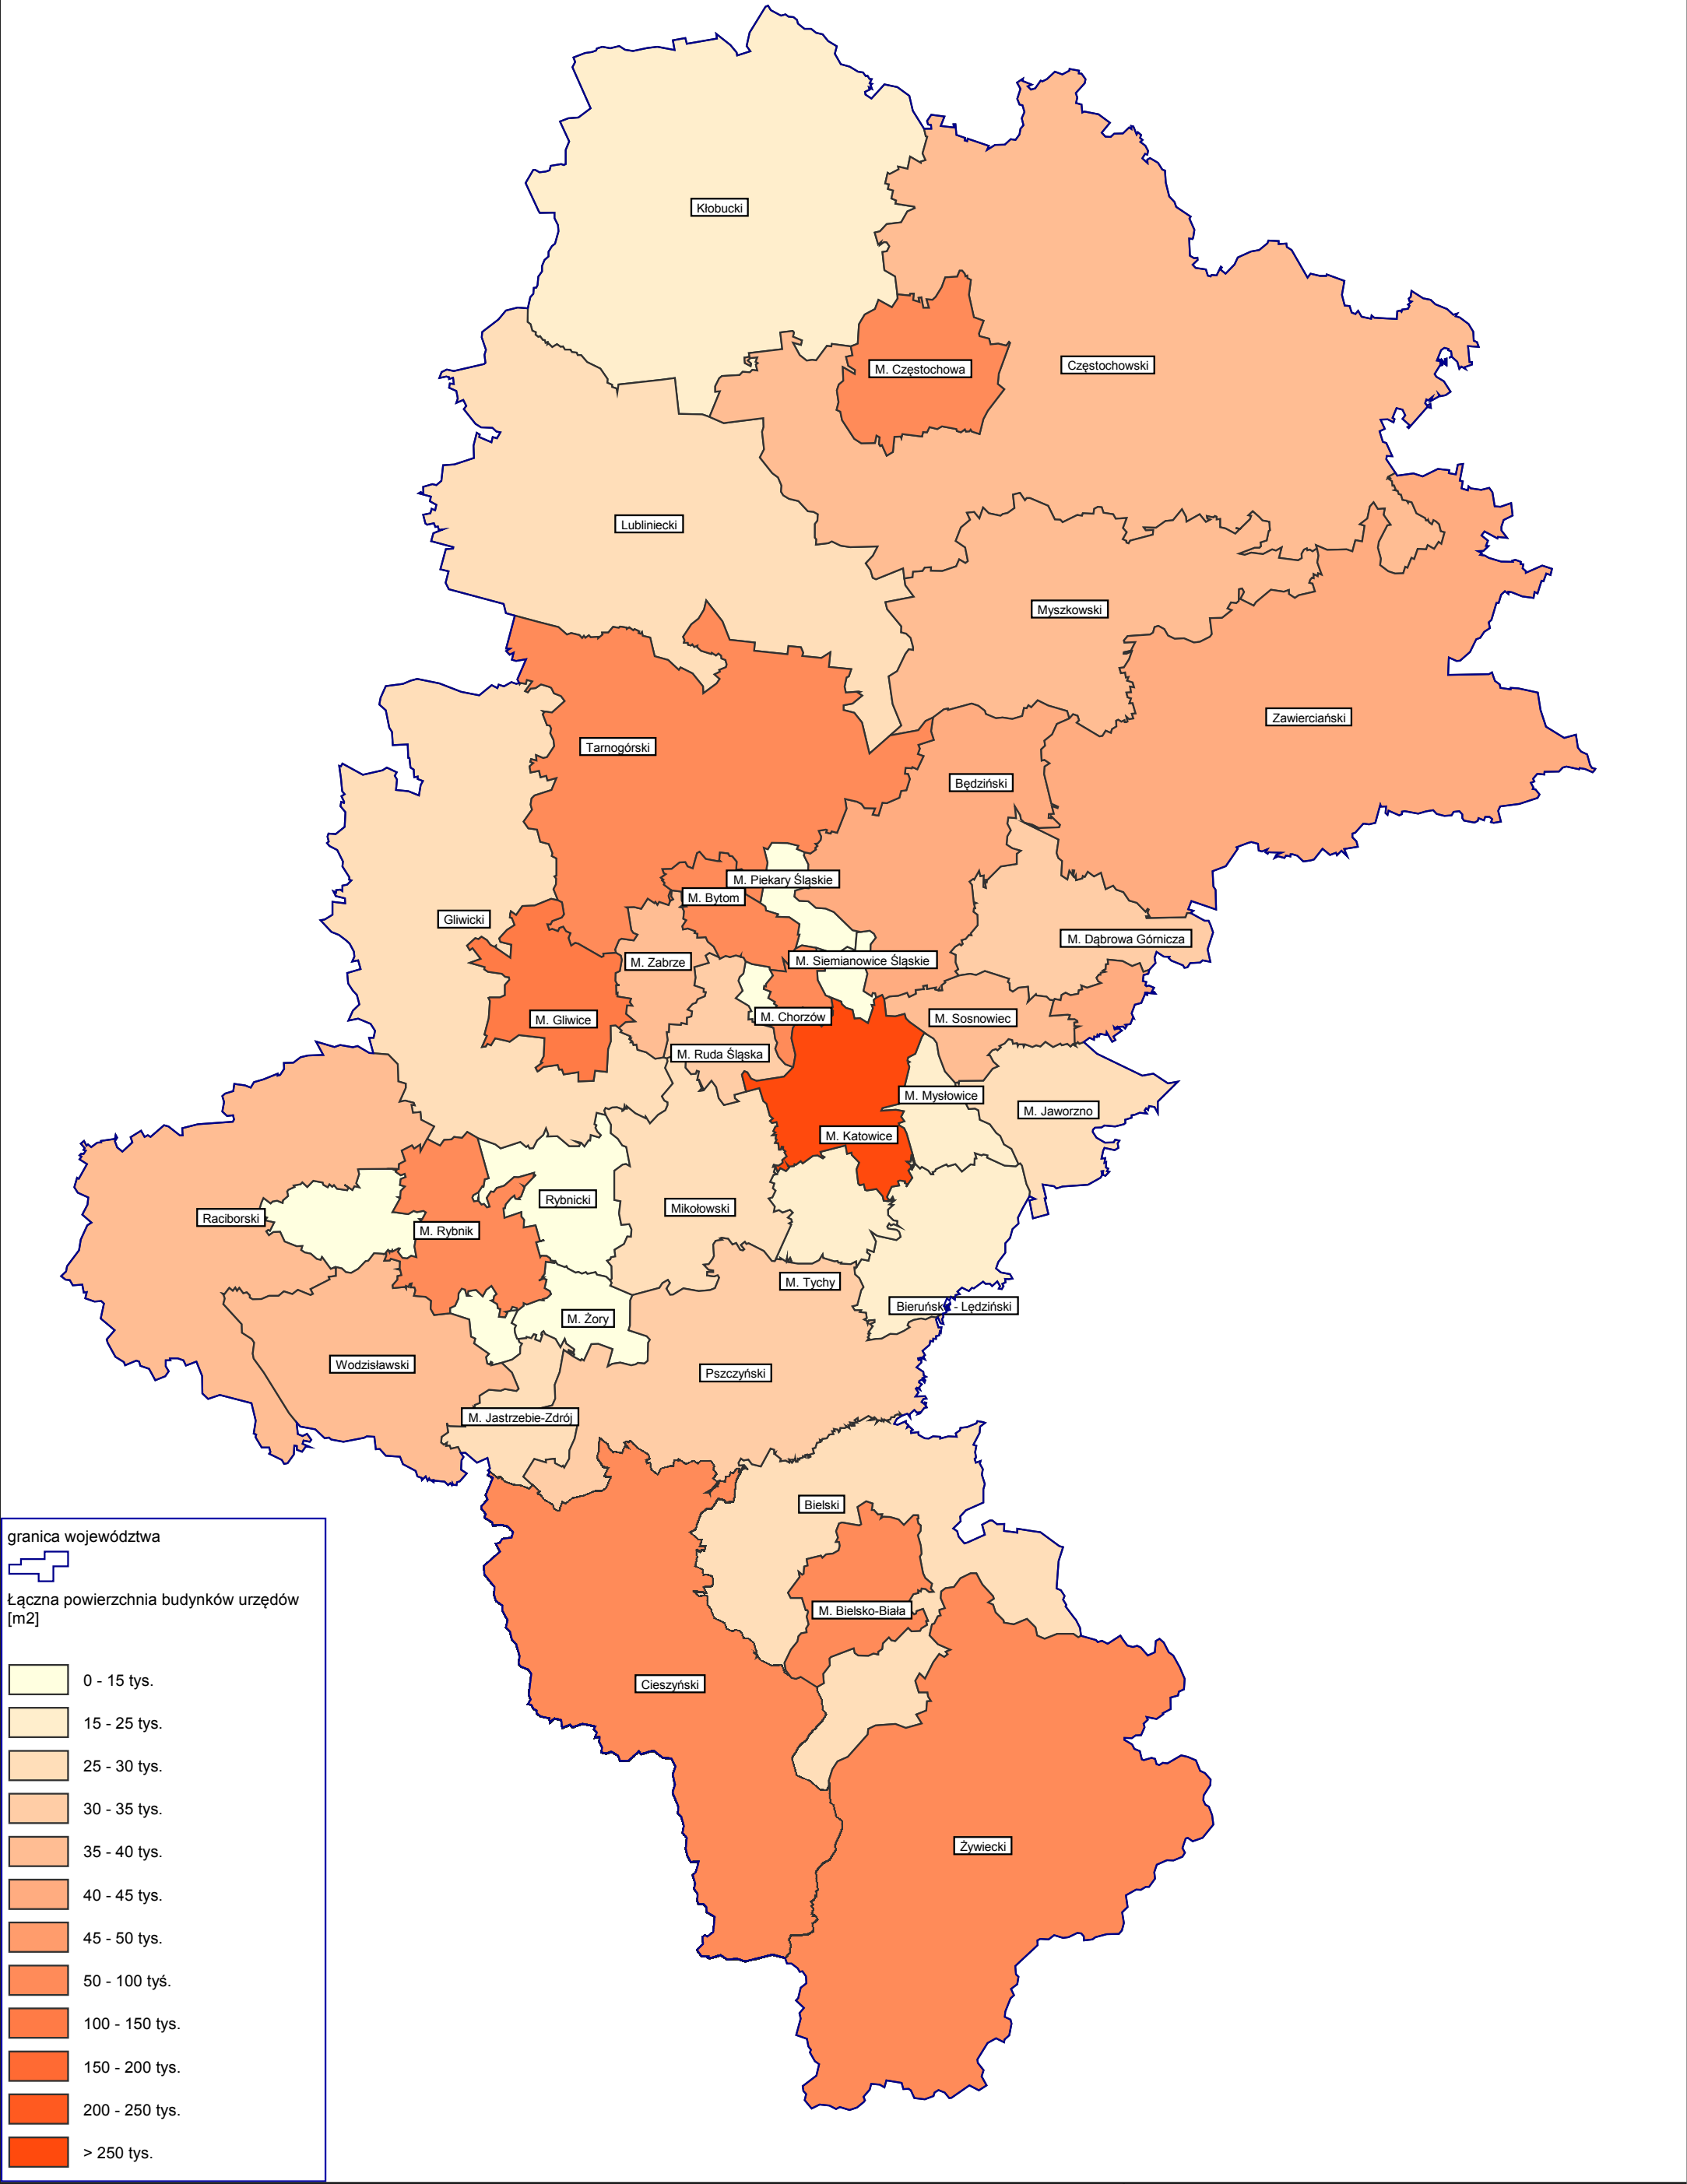 Kłobucki
M. Częstochowa
Częstochowski
Lubliniecki
Myszkowski
Zawierciański
Tarnogórski
Będziński
M. Piekary Śląskie
M. Bytom
Gliwicki
M. Dąbrowa Górnicza
M. Zabrze
M. Siemianowice Śląskie
M. Gliwice
M. Chorzów
M. Sosnowiec
M. Ruda Śląska
M. Mysłowice
M. Jaworzno
M. Katowice
Rybnicki
Mikołowski
Raciborski
M. Rybnik
M. Tychy
Bieruńsk - Lędziński
M. Żory
Wodzisławski
Pszczyński
M. Jastrzebie-Zdrój
Bielski
M. Bielsko-Biała
Cieszyński
Żywiecki
granica województwa
Łączna powierzchnia budynków urzędów
[m2]
0 - 15 tys.
15 - 25 tys.
25 - 30 tys.
30 - 35 tys.
35 - 40 tys.
40 - 45 tys.
45 - 50 tys.
50 - 100 tyś.
100 - 150 tys.
150 - 200 tys.
200 - 250 tys.
> 250 tys.